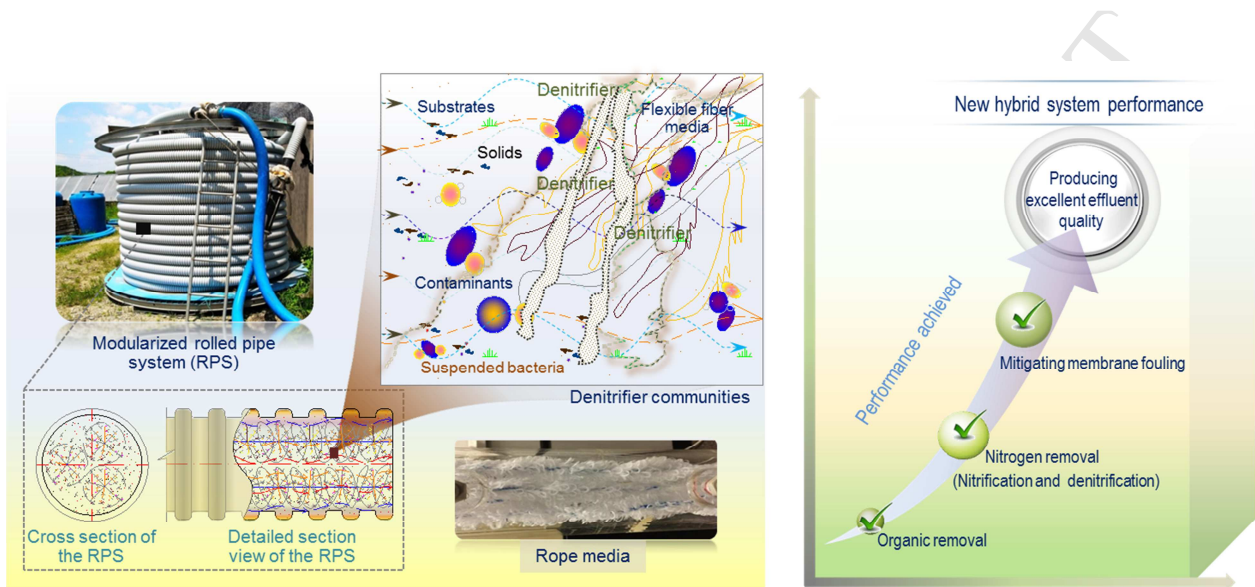 Modularized rolled pipe
system (RPS)
Cross section of
the RPS
Detailed section
view of the RPS
Denitrifier
Substrates
Flexible fiber
media
Solids
Denitrifier
Denitrifier
Contaminants
Suspended bacteria
Denitrifier communities
Rope media
New hybrid system performance
Producing
excellent effluent
quality
Performance achieved
Mitigating membrane fouling
Nitrogen removal
(Nitrification and denitrification)
Organic removal